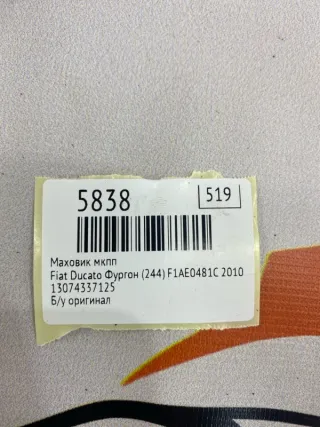 5838 519
Маховик мкпп
Fiat Ducato Фургон (244) F1AE0481C 2010
13074337125
Б/у оригинал